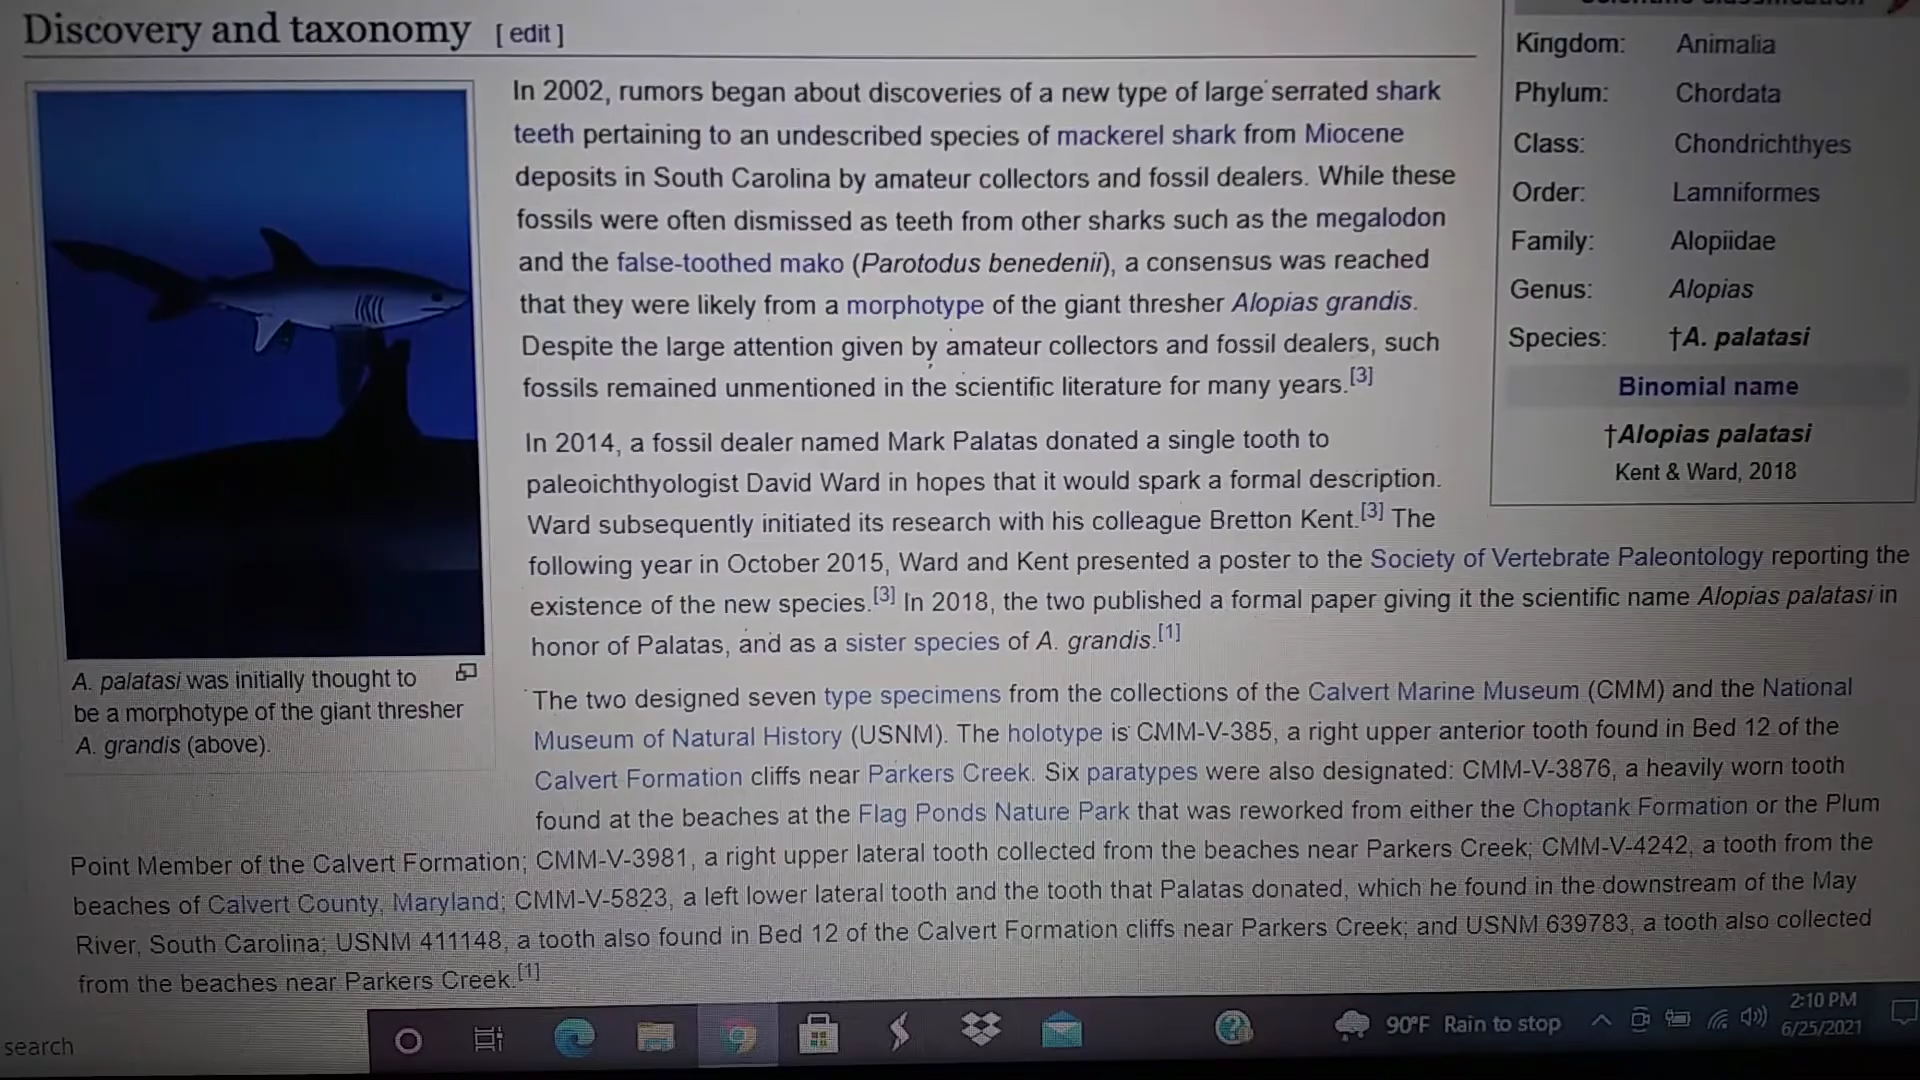 Discovery and taxonomy [ edit ]
In 2002, rumors began about discoveries of a new type of large serrated shark
teeth pertaining to an undescribed species of mackerel shark from Miocene
deposits in South Carolina by amateur collectors and fossil dealers. While these
fossils were often dismissed as teeth from other sharks such as the megalodon
and the false-toothed mako (Parotodus benedenii), a consensus was reached
that they were likely from a morphotype of the giant thresher Alopias grandis.
Despite the large attention given by amateur collectors and fossil dealers, such
fossils remained unmentioned in the scientific literature for many years.[3]
In 2014, a fossil dealer named Mark Palatas donated a single tooth to
paleoichthyologist David Ward in hopes that it would spark a formal description.
Ward subsequently initiated its research with his colleague Bretton Kent.[3] The
following year in October 2015, Ward and Kent presented a poster to the Society of Vertebrate Paleontology reporting the
existence of the new species.[3] In 2018, the two published a formal paper giving it the scientific name Alopias palatasi in
honor of Palatas, and as a sister species of A. grandis.[1]
The two designed seven type specimens from the collections of the Calvert Marine Museum (CMM) and the National
Museum of Natural History (USNM). The holotype is CMM-V-385, a right upper anterior tooth found in Bed 12 of the
Calvert Formation cliffs near Parkers Creek. Six paratypes were also designated: CMM-V-3876, a heavily worn tooth
found at the beaches at the Flag Ponds Nature Park that was reworked from either the Choptank Formation or the Plum
Point Member of the Calvert Formation; CMM-V-3981, a right upper lateral tooth collected from the beaches near Parkers Creek; CMM-V-4242, a tooth from the
beaches of Calvert County, Maryland; CMM-V-5823, a left lower lateral tooth and the tooth that Palatas donated, which he found in the downstream of the May
River, South Carolina; USNM 411148, a tooth also found in Bed 12 of the Calvert Formation cliffs near Parkers Creek; and USNM 639783, a tooth also collected
from the beaches near Parkers Creek.[1]
A. palatasi was initially thought to
be a morphotype of the giant thresher
A. grandis (above).
Kingdom: Animalia
Phylum: Chordata
Class: Chondrichthyes
Order: Lamniformes
Family: Alopiidae
Genus: Alopias
Species: †A. palatasi
Binomial name
†Alopias palatasi
Kent & Ward, 2018
search
90°F Rain to stop
2:10 PM
6/25/2021